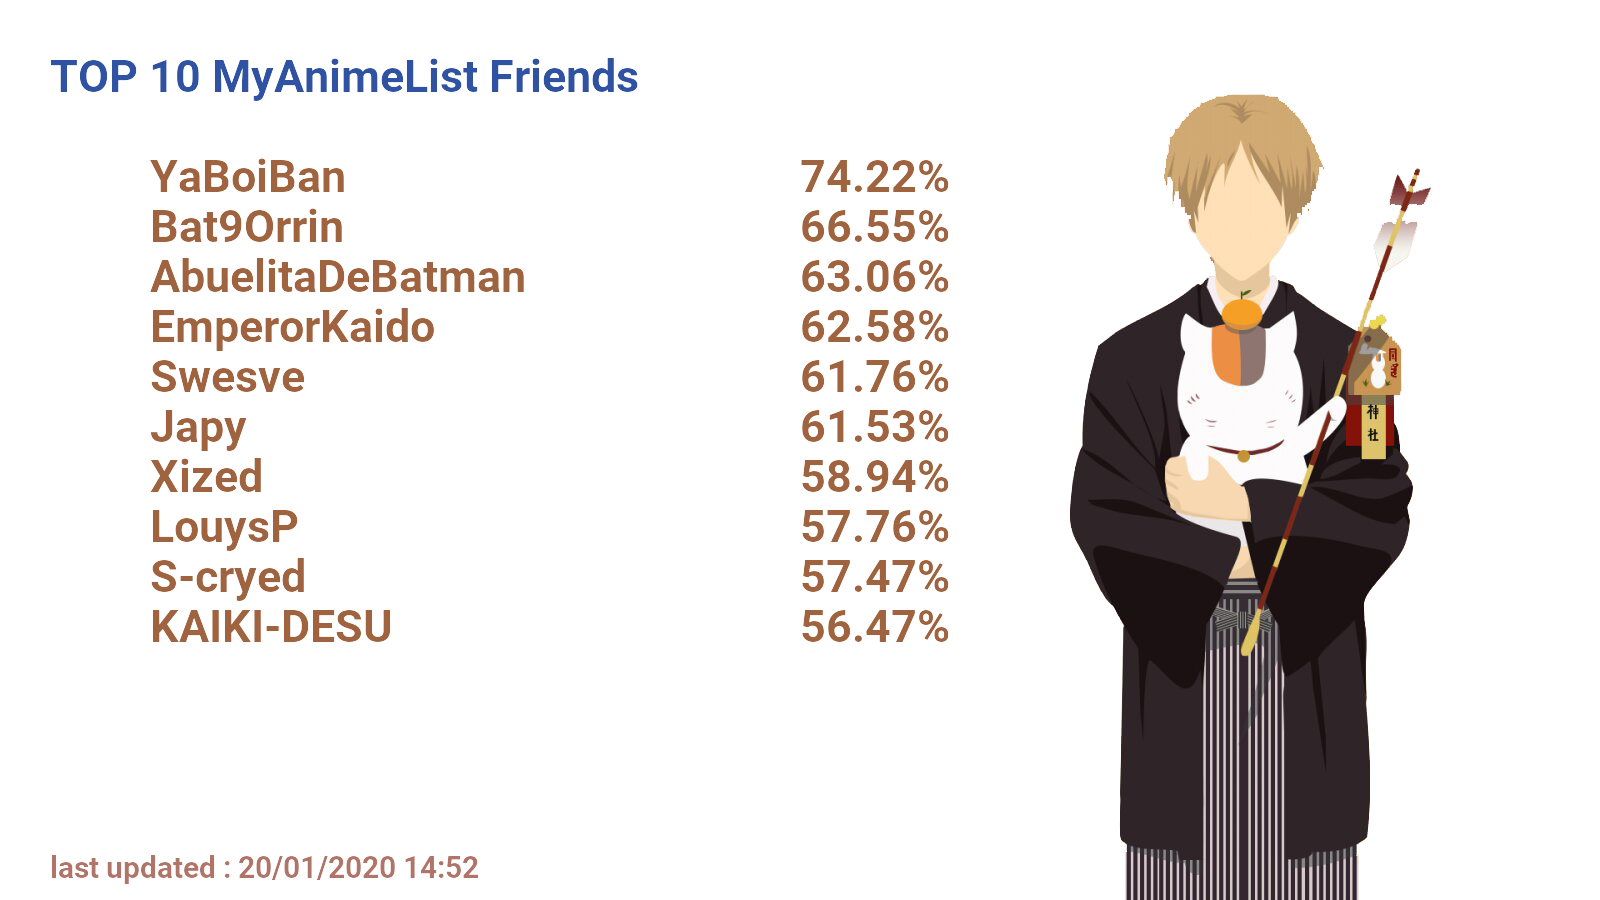 TOP 10 MyAnimeList Friends
YaBoiBan 74.22%
Bat9Orrin 66.55%
AbuelitaDeBatman 63.06%
EmperorKaido 62.58%
Swesve 61.76%
Japy 61.53%
Xized 58.94%
LouysP 57.76%
S-cryed 57.47%
KAIKI-DESU 56.47%
神社
last updated : 20/01/2020 14:52